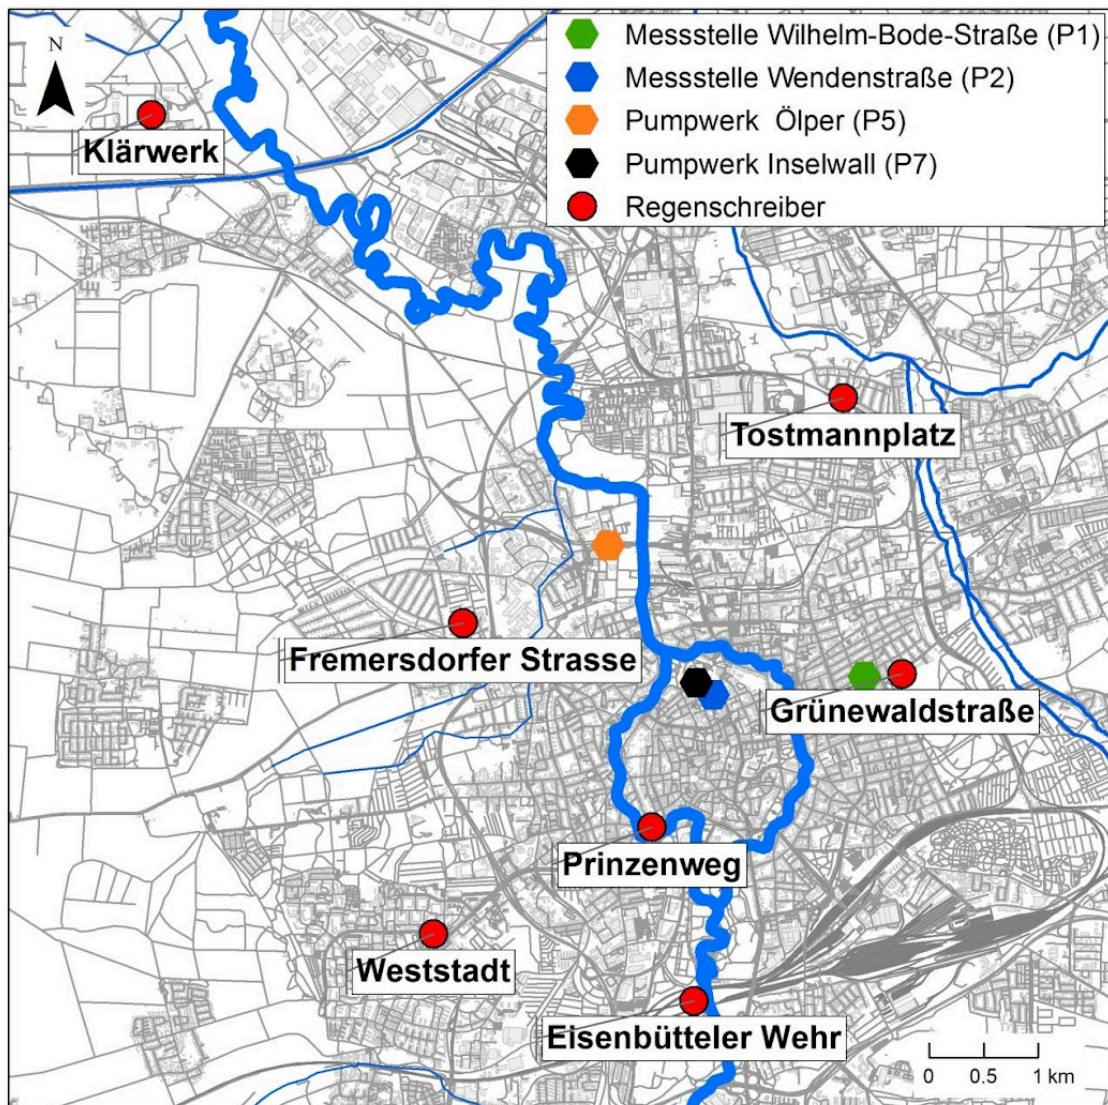 N
Messstelle Wilhelm-Bode-Straße (P1)
Messstelle Wendenstraße (P2)
Pumpwerk Ölper (P5)
Pumpwerk Inselwall (P7)
Regenschreiber
Klärwerk
Tostmannplatz
Fremersdorfer Strasse
Grünewaldstraße
Prinzenweg
Weststadt
Eisenbütteler Wehr
0 0.5 1 km